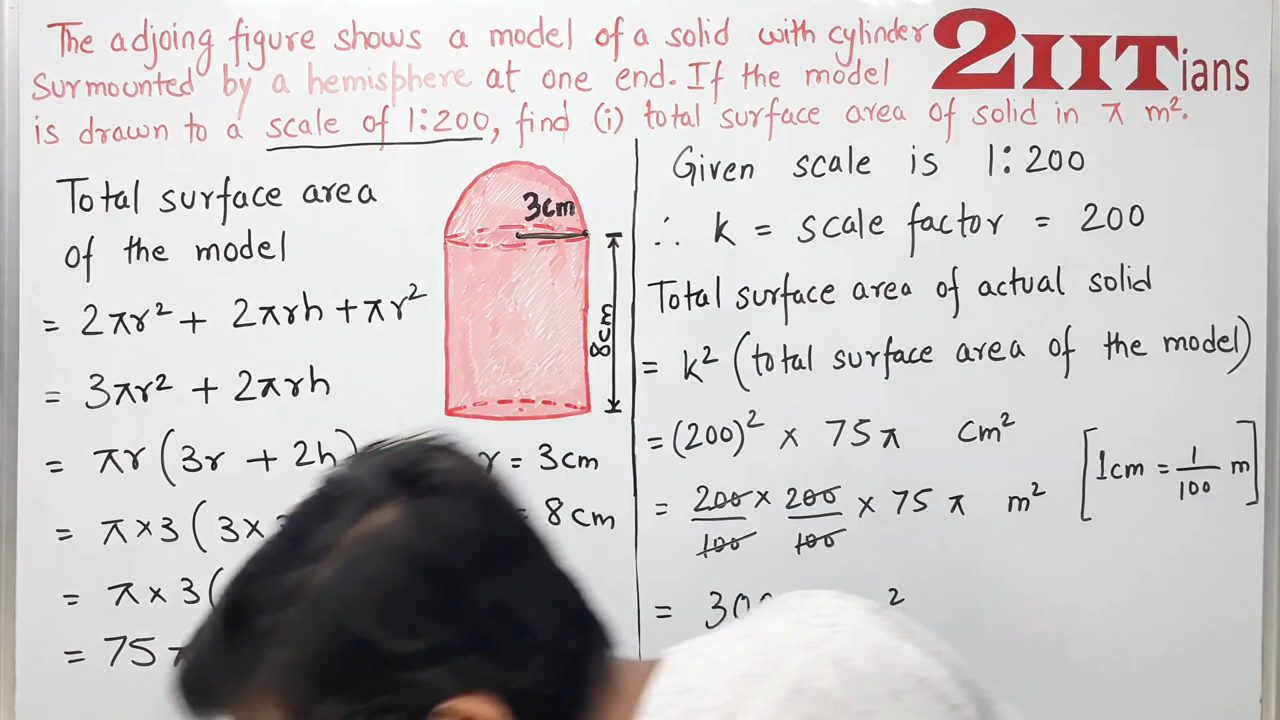 The adjoing figure shows a model of a solid with cylinder
surmounted by a hemisphere at one end. If the model
is drawn to a scale of 1:200, find (i) total surface area of solid in π m².
2IITians
Total surface area
of the model
= 2πr² + 2πrh + πr²
= 3πr² + 2πrh
= πr (3r + 2h)
= π×3 (3×
= π×3(
= 75
3cm
8cm
r = 3cm
= 8cm
Given scale is 1:200
∴ k = scale factor = 200
Total surface area of actual solid
= k² (total surface area of the model)
= (200)² × 75π cm²
[1cm = 1/100 m]
= 200/100 × 200/100 × 75 π m²
= 30 ²